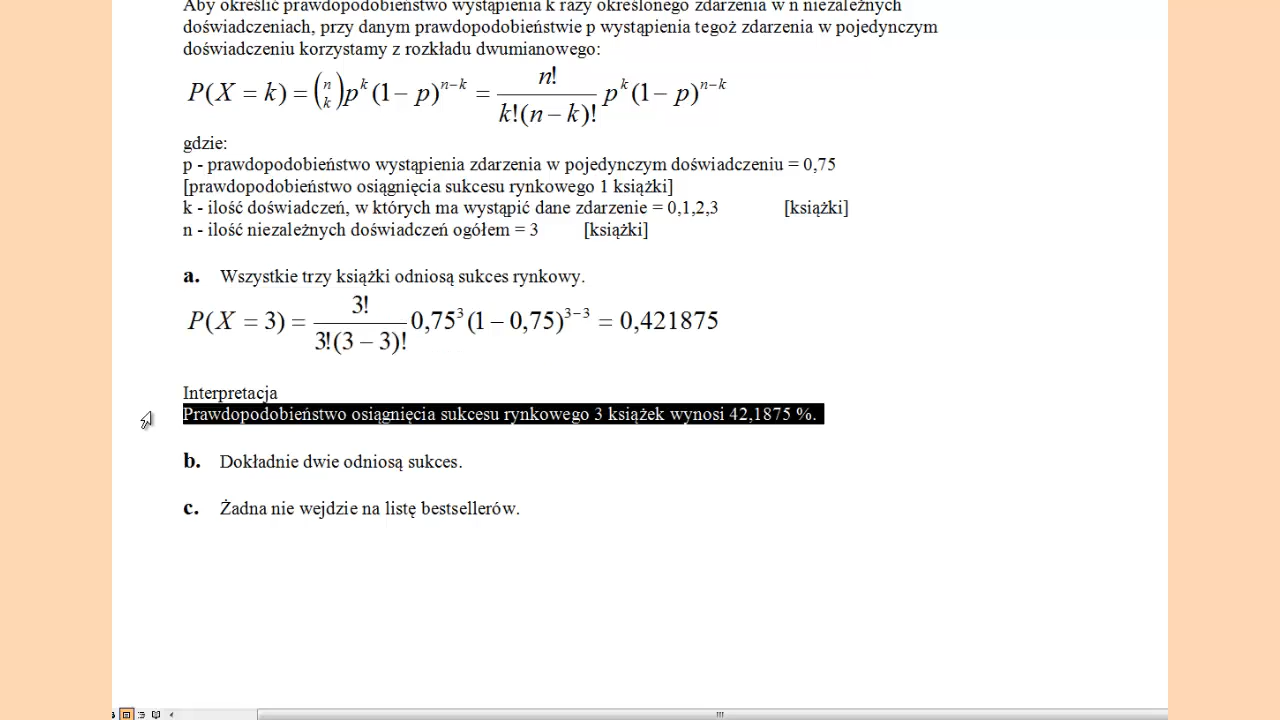 Aby określić prawdopodobieństwo wystąpienia k razy określonego zdarzenia w n niezależnych
doświadczeniach, przy danym prawdopodobieństwie p wystąpienia tegoż zdarzenia w pojedynczym
doświadczeniu korzystamy z rozkładu dwumianowego:
P(X = k) = (n k) p^k (1 − p)^{n−k} = n! / k!(n − k)! p^k (1 − p)^{n−k}
gdzie:
p - prawdopodobieństwo wystąpienia zdarzenia w pojedynczym doświadczeniu = 0,75
[prawdopodobieństwo osiągnięcia sukcesu rynkowego 1 książki]
k - ilość doświadczeń, w których ma wystąpić dane zdarzenie = 0,1,2,3 [książki]
n - ilość niezależnych doświadczeń ogółem = 3 [książki]
a. Wszystkie trzy książki odniosą sukces rynkowy.
P(X = 3) = 3! / 3!(3 − 3)! 0,75^3 (1 − 0,75)^{3−3} = 0,421875
Interpretacja
Prawdopodobieństwo osiągnięcia sukcesu rynkowego 3 książek wynosi 42,1875 %.
b. Dokładnie dwie odniosą sukces.
c. Żadna nie wejdzie na listę bestsellerów.